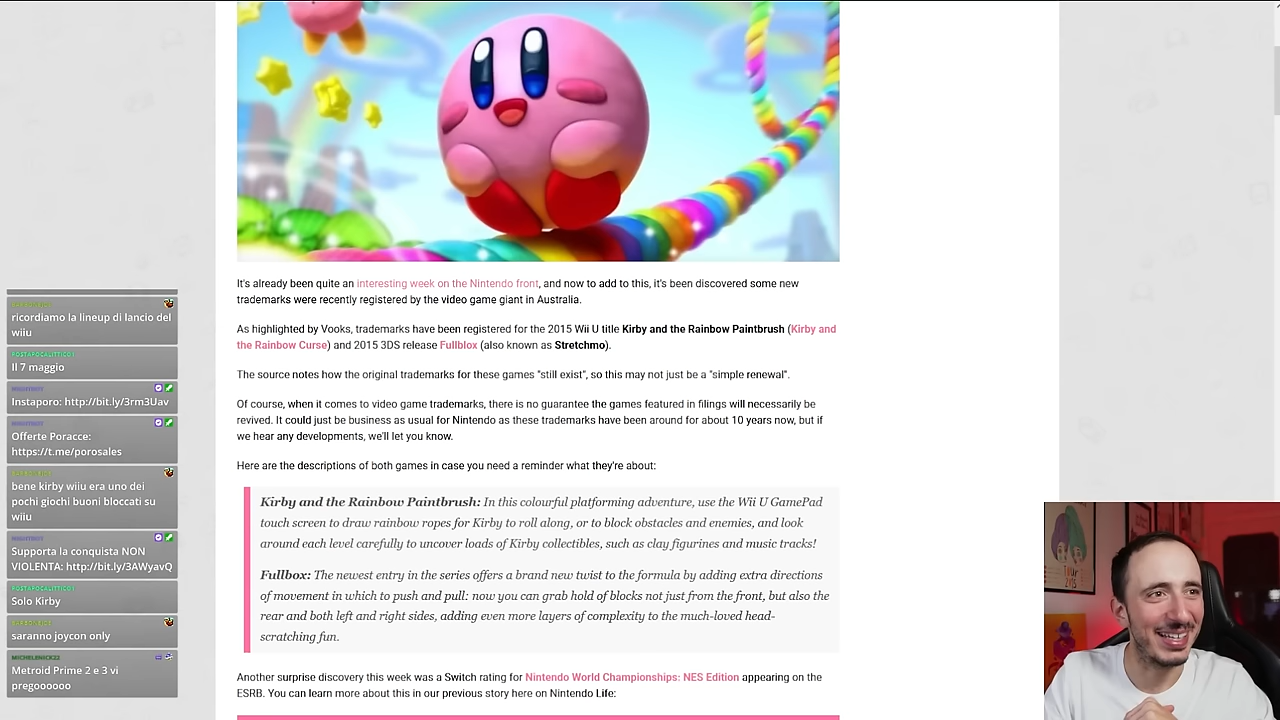 It's already been quite an interesting week on the Nintendo front, and now to add to this, it's been discovered some new
trademarks were recently registered by the video game giant in Australia.
As highlighted by Vooks, trademarks have been registered for the 2015 Wii U title Kirby and the Rainbow Paintbrush (Kirby and
the Rainbow Curse) and 2015 3DS release Fullblox (also known as Stretchmo).
The source notes how the original trademarks for these games "still exist", so this may not just be a "simple renewal".
Of course, when it comes to video game trademarks, there is no guarantee the games featured in filings will necessarily be
revived. It could just be business as usual for Nintendo as these trademarks have been around for about 10 years now, but if
we hear any developments, we'll let you know.
Here are the descriptions of both games in case you need a reminder what they're about:
Kirby and the Rainbow Paintbrush: In this colourful platforming adventure, use the Wii U GamePad
touch screen to draw rainbow ropes for Kirby to roll along, or to block obstacles and enemies, and look
around each level carefully to uncover loads of Kirby collectibles, such as clay figurines and music tracks!
Fullbox: The newest entry in the series offers a brand new twist to the formula by adding extra directions
of movement in which to push and pull: now you can grab hold of blocks not just from the front, but also the
rear and both left and right sides, adding even more layers of complexity to the much-loved head-
scratching fun.
Another surprise discovery this week was a Switch rating for Nintendo World Championships: NES Edition appearing on the
ESRB. You can learn more about this in our previous story here on Nintendo Life:
ricordiamo la lineup di lancio del
wiiu
POSTAPOCALITTICO1
Il 7 maggio
Instaporo: http://bit.ly/3rm3Uav
Offerte Poracce:
https://t.me/porosales
bene kirby wiiu era uno dei
pochi giochi buoni bloccati su
wiiu
Supporta la conquista NON
VIOLENTA: http://bit.ly/3AWyavQ
POSTAPOCALITTICO1
Solo Kirby
saranno joycon only
MICHELENICK22
Metroid Prime 2 e 3 vi
pregoooooo